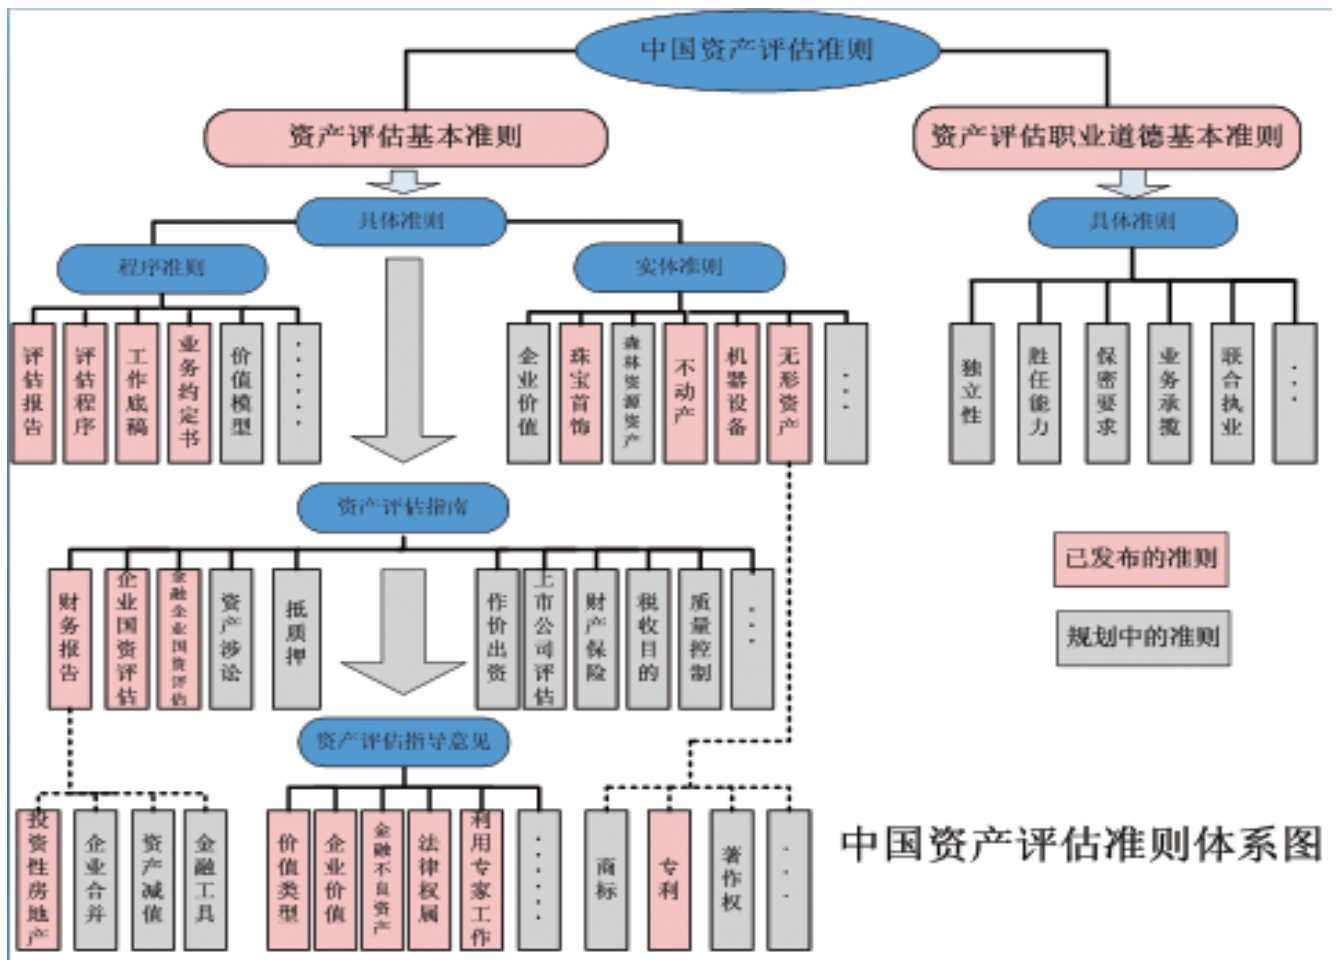 中国资产评估准则
资产评估基本准则
资产评估职业道德基本准则
具体准则
具体准则
程序准则
实体准则
评估报告
评估程序
工作底稿
业务约定书
价值模型
······
企业价值
珠宝首饰
森林资源资产
不动产
机器设备
无形资产
···
独立性
胜任能力
保密要求
业务承揽
联合执业
···
资产评估指南
财务报告
企业国资评估
金融企业国资评估
资产涉讼
抵质押
作价出资
上市公司评估
财产保险
税收目的
质量控制
···
已发布的准则
规划中的准则
资产评估指导意见
投资性房地产
企业合并
资产减值
金融工具
价值类型
企业价值
金融不良资产
法律权属
利用专家工作
······
商标
专利
著作权
···
中国资产评估准则体系图